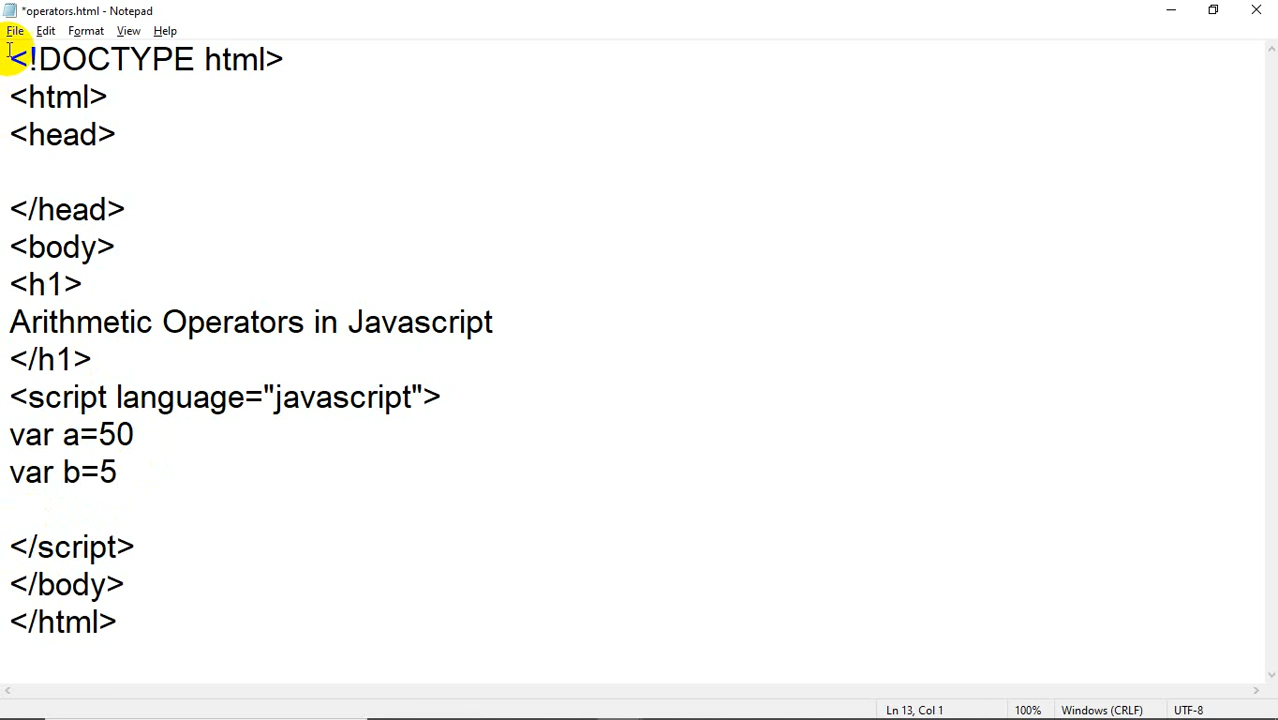 *operators.html - Notepad
File Edit Format View Help
<!DOCTYPE html>
<html>
<head>
</head>
<body>
<h1>
Arithmetic Operators in Javascript
</h1>
<script language="javascript">
var a=50
var b=5
</script>
</body>
</html>
Ln 13, Col 1 100% Windows (CRLF) UTF-8